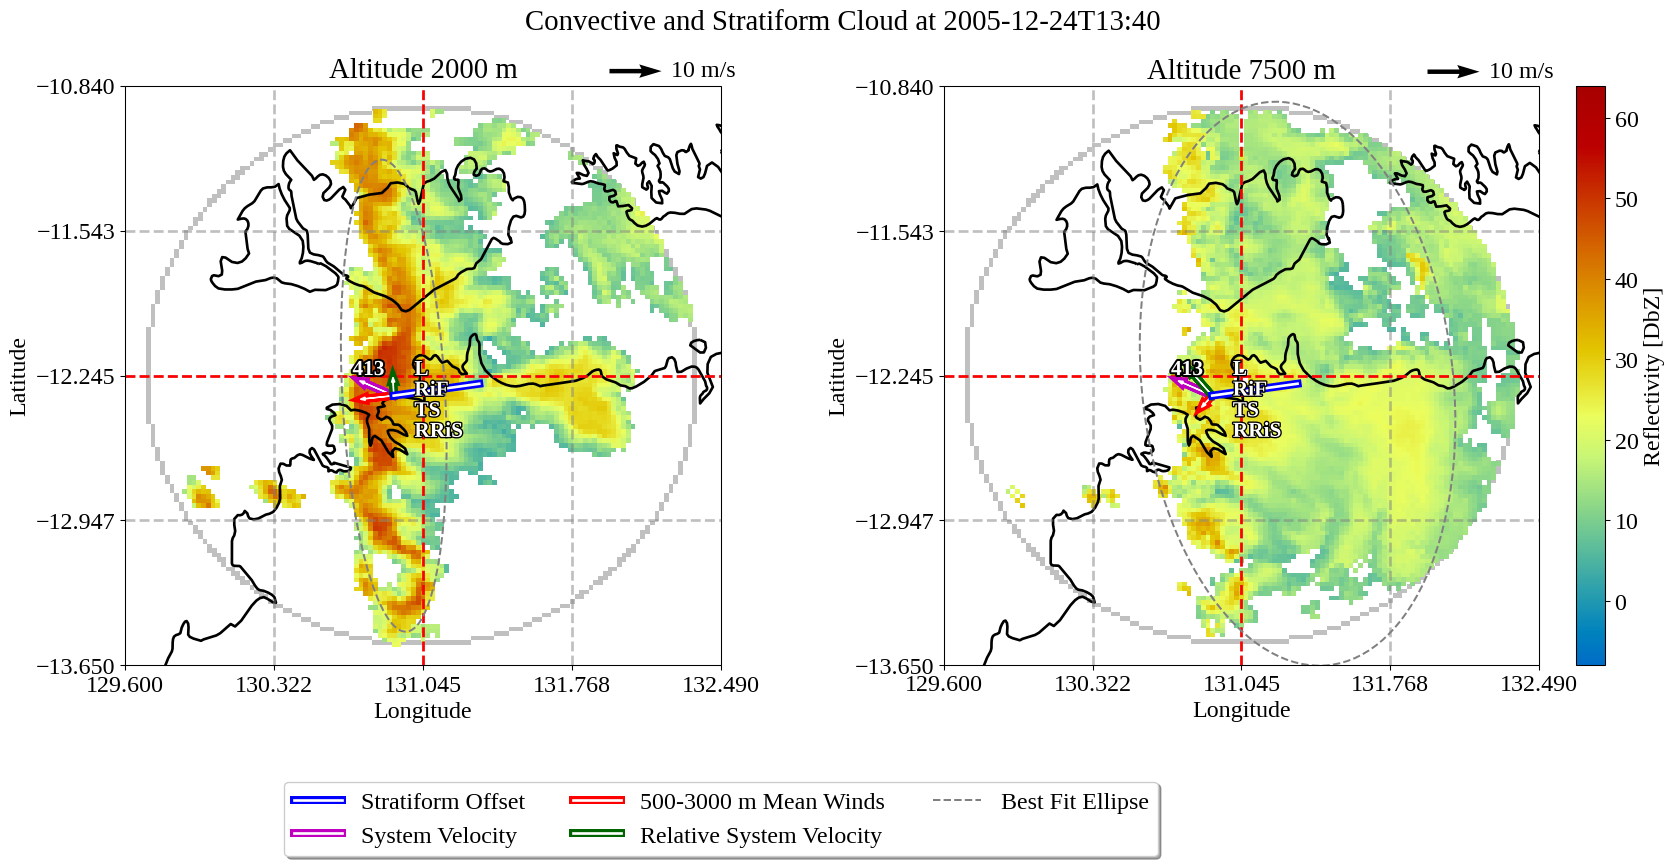 Convective and Stratiform Cloud at 2005-12-24T13:40
Altitude 2000 m
10 m/s
−10.840
−11.543
−12.245
−12.947
−13.650
Latitude
129.600
130.322
131.045
131.768
132.490
Longitude
413
L
RiF
TS
RRiS
Altitude 7500 m
10 m/s
−10.840
−11.543
−12.245
−12.947
−13.650
Latitude
129.600
130.322
131.045
131.768
132.490
Longitude
413
L
RiF
TS
RRiS
60
50
40
30
20
10
0
Reflectivity [DbZ]
Stratiform Offset
500-3000 m Mean Winds
Best Fit Ellipse
System Velocity
Relative System Velocity